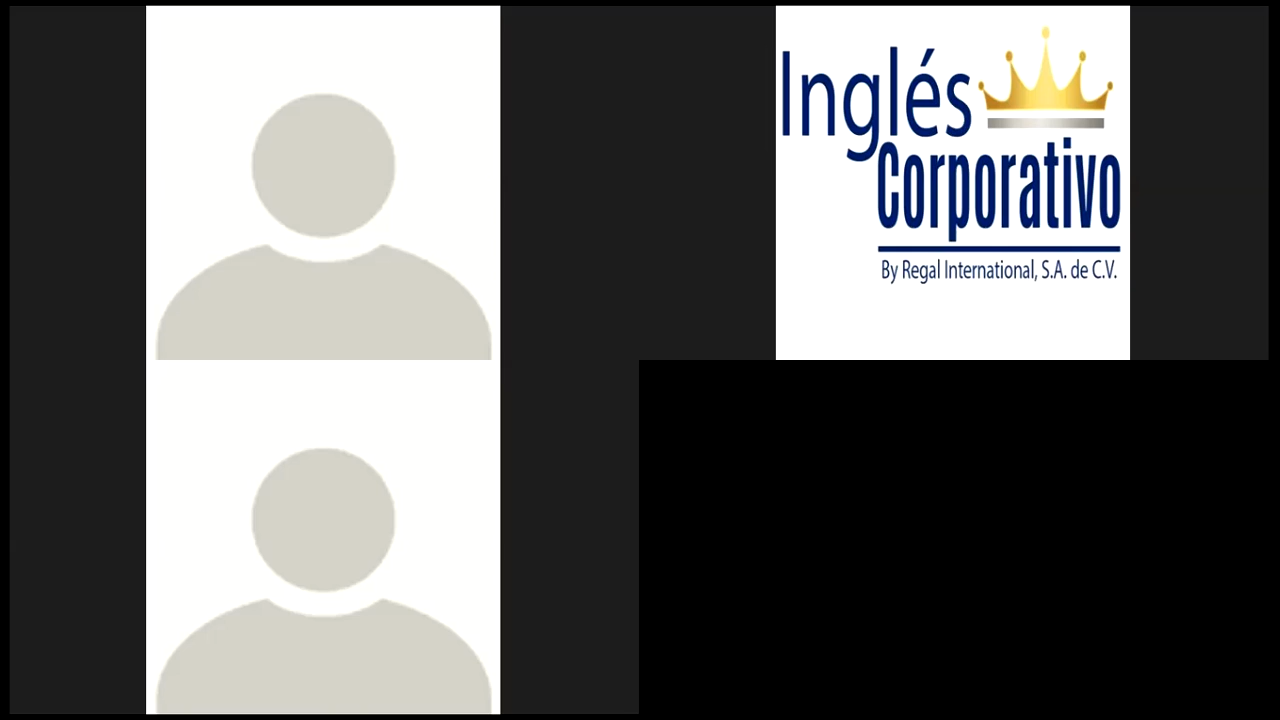 Inglés
Corporativo
By Regal International, S.A. de C.V.